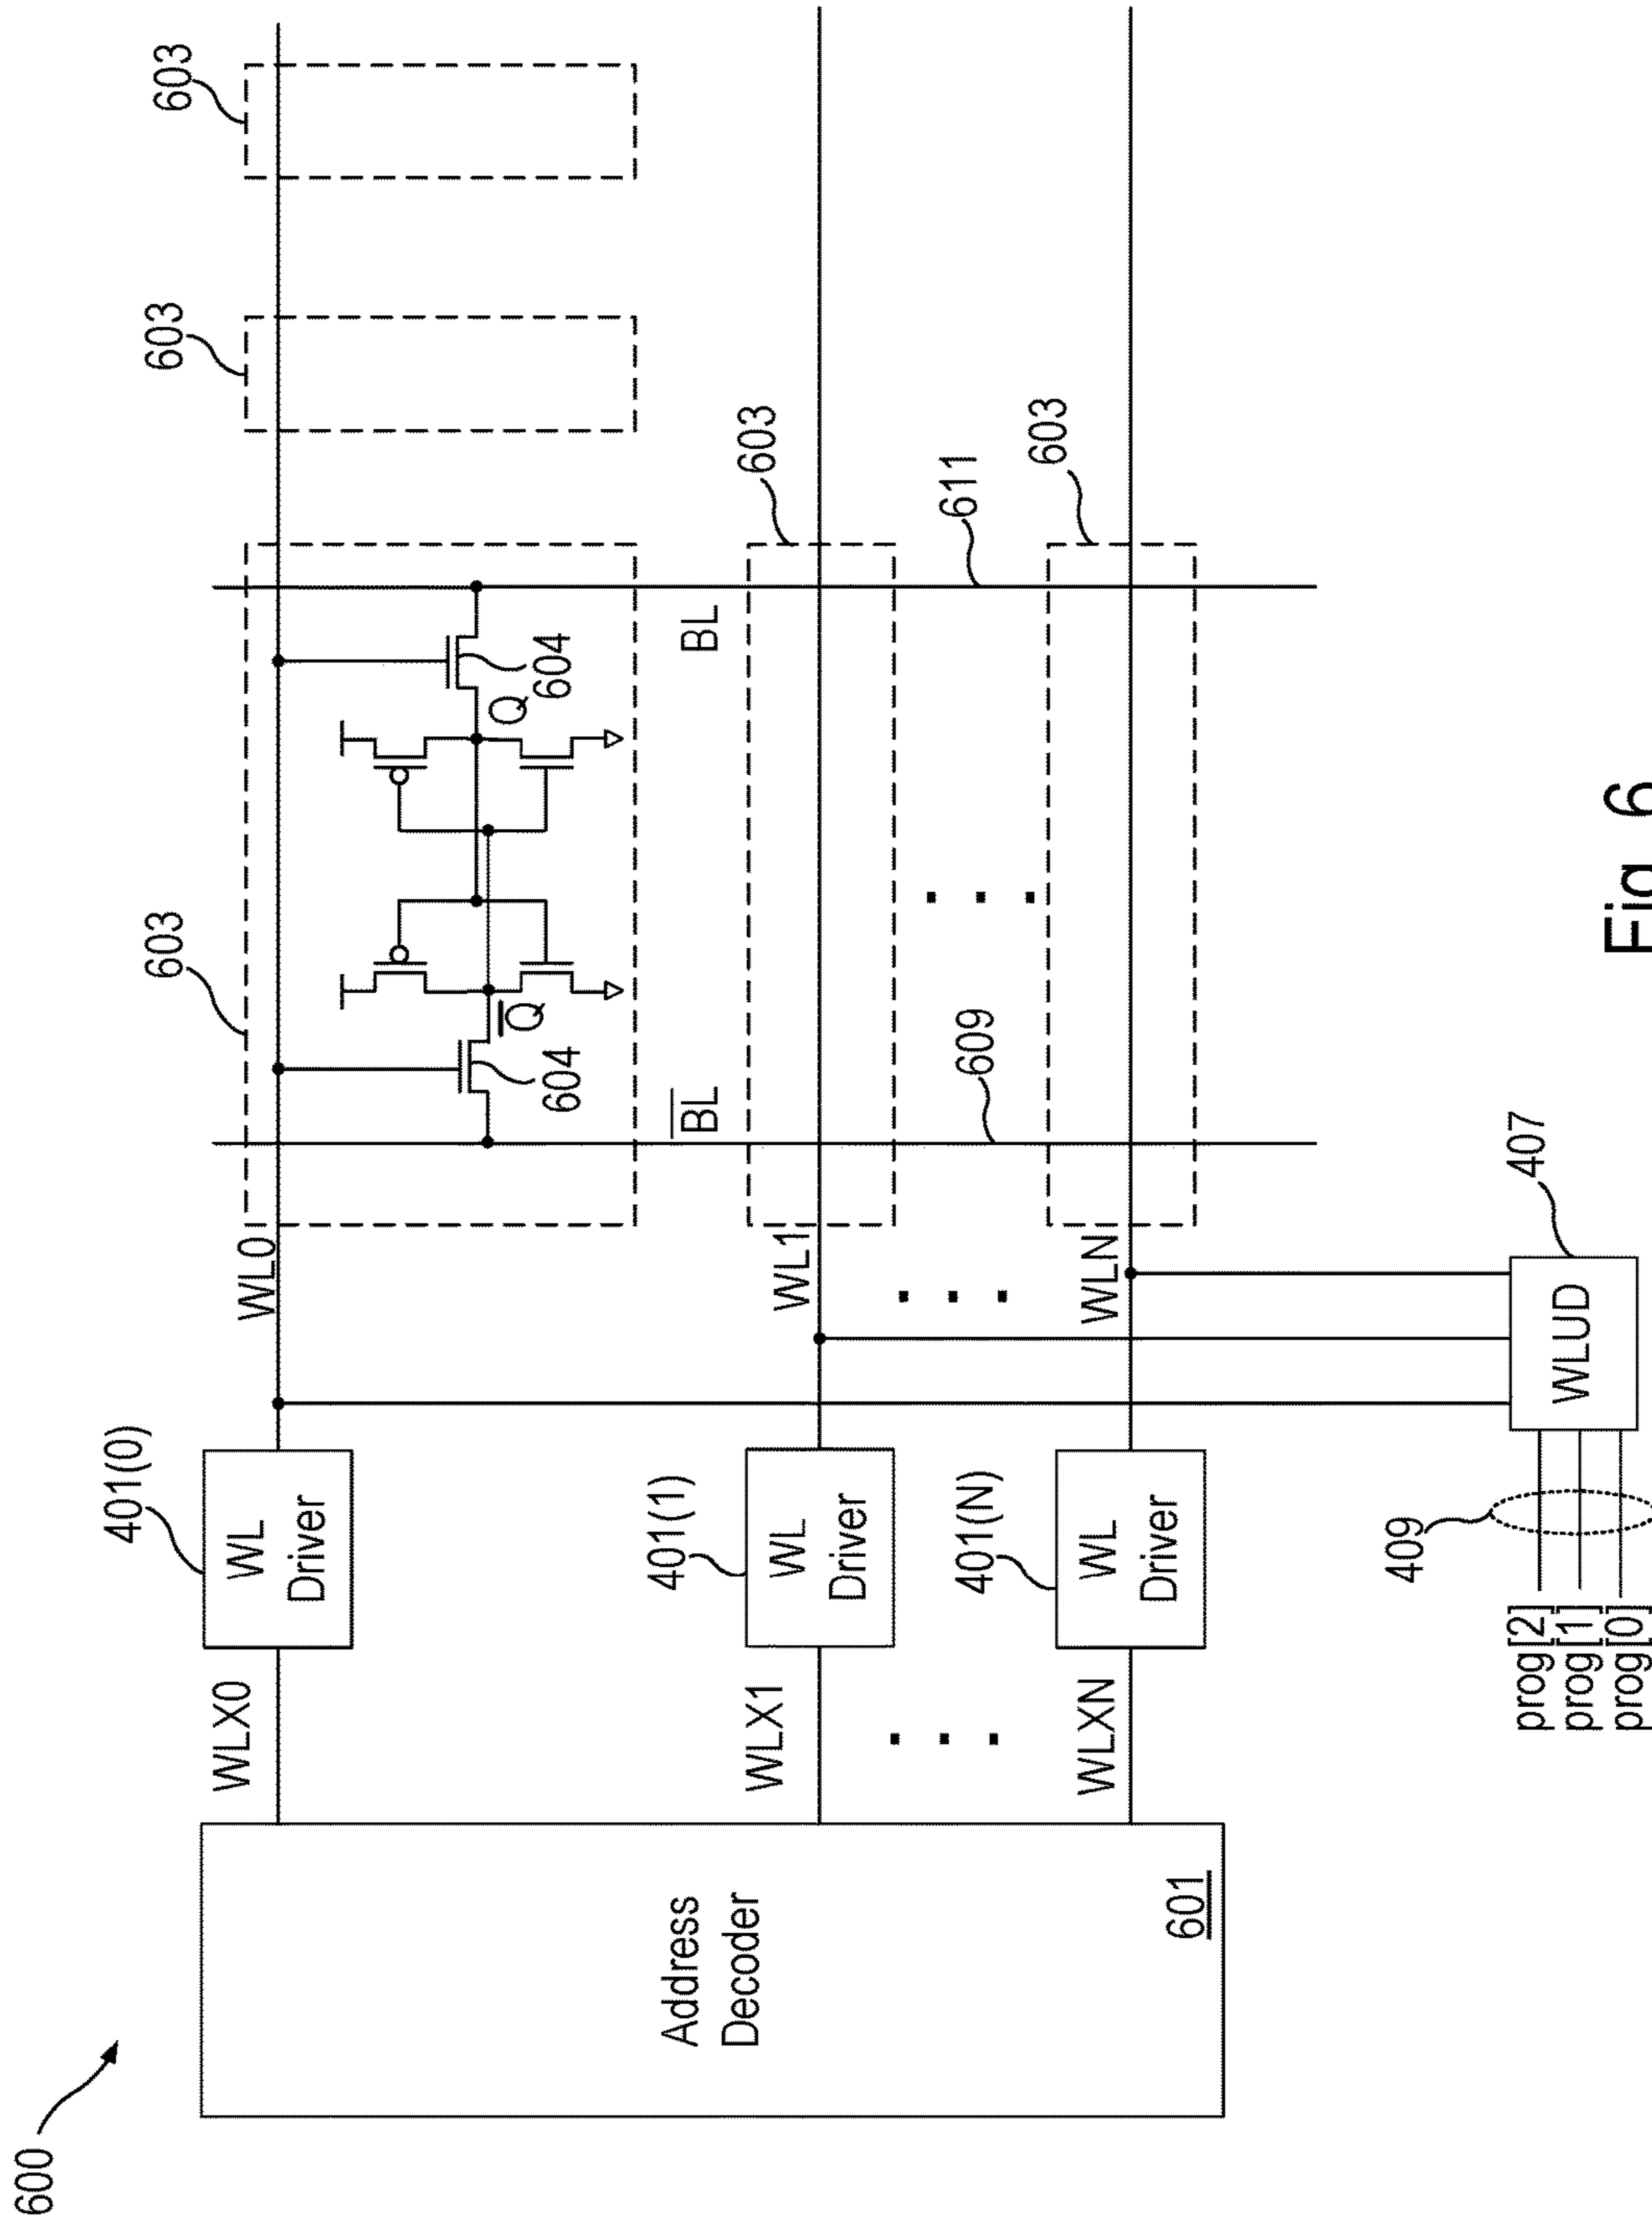 600
Address
Decoder
601
WLX0
WLX1
WLXN
401(0)
WL
Driver
401(1)
WL
Driver
401(N)
WL
Driver
WL0
WL1
WLN
603
603
603
603
603
604
604
Q
Q
BL
BL
609
611
407
WLUD
409
prog[2]
prog[1]
prog[0]
Fig. 6